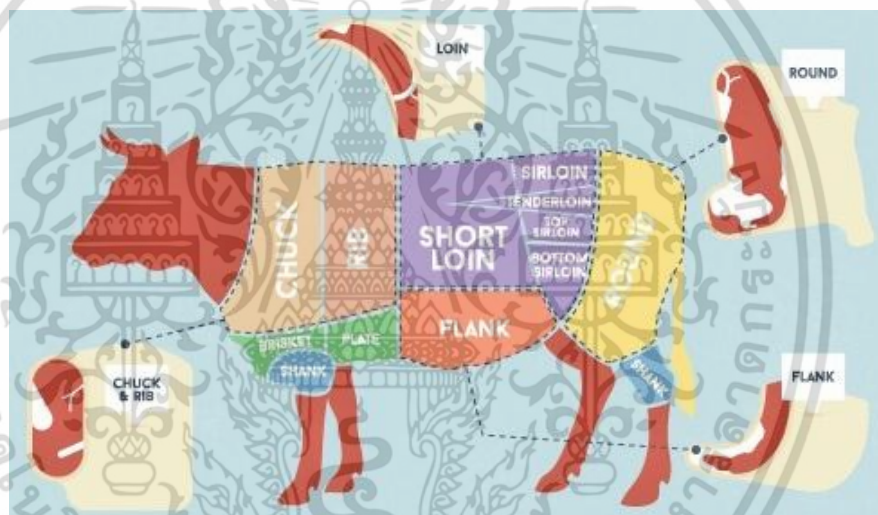 LOIN
ROUND
SIRLOIN
TENDERLOIN
TOP
SIRLOIN
BOTTOM
SIRLOIN
CHUCK
RIB
SHORT
LOIN
ROUND
FLANK
BRISKET
PLATE
SHANK
SHANK
CHUCK
& RIB
FLANK